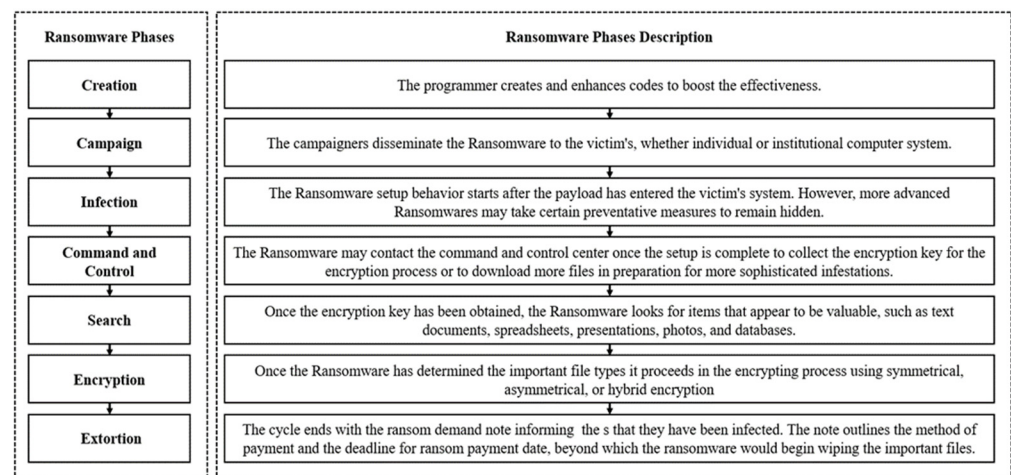 Ransomware Phases
Ransomware Phases Description
Creation
The programmer creates and enhances codes to boost the effectiveness.
Campaign
The campaigners disseminate the Ransomware to the victim's, whether individual or institutional computer system.
Infection
The Ransomware setup behavior starts after the payload has entered the victim's system. However, more advanced
Ransomwares may take certain preventative measures to remain hidden.
Command and
Control
The Ransomware may contact the command and control center once the setup is complete to collect the encryption key for the
encryption process or to download more files in preparation for more sophisticated infestations.
Search
Once the encryption key has been obtained, the Ransomware looks for items that appear to be valuable, such as text
documents, spreadsheets, presentations, photos, and databases.
Encryption
Once the Ransomware has determined the important file types it proceeds in the encrypting process using symmetrical,
asymmetrical, or hybrid encryption
Extortion
The cycle ends with the ransom demand note informing the s that they have been infected. The note outlines the method of
payment and the deadline for ransom payment date, beyond which the ransomware would begin wiping the important files.